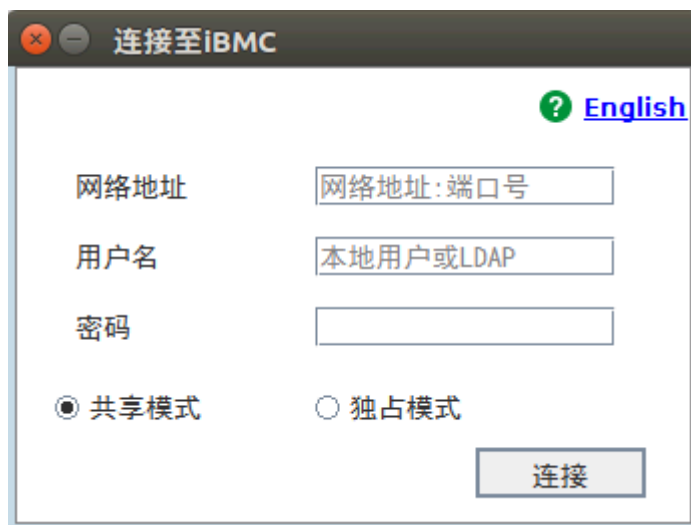 连接至iBMC
English
网络地址 网络地址:端口号
用户名 本地用户或LDAP
密码
共享模式 独占模式
连接